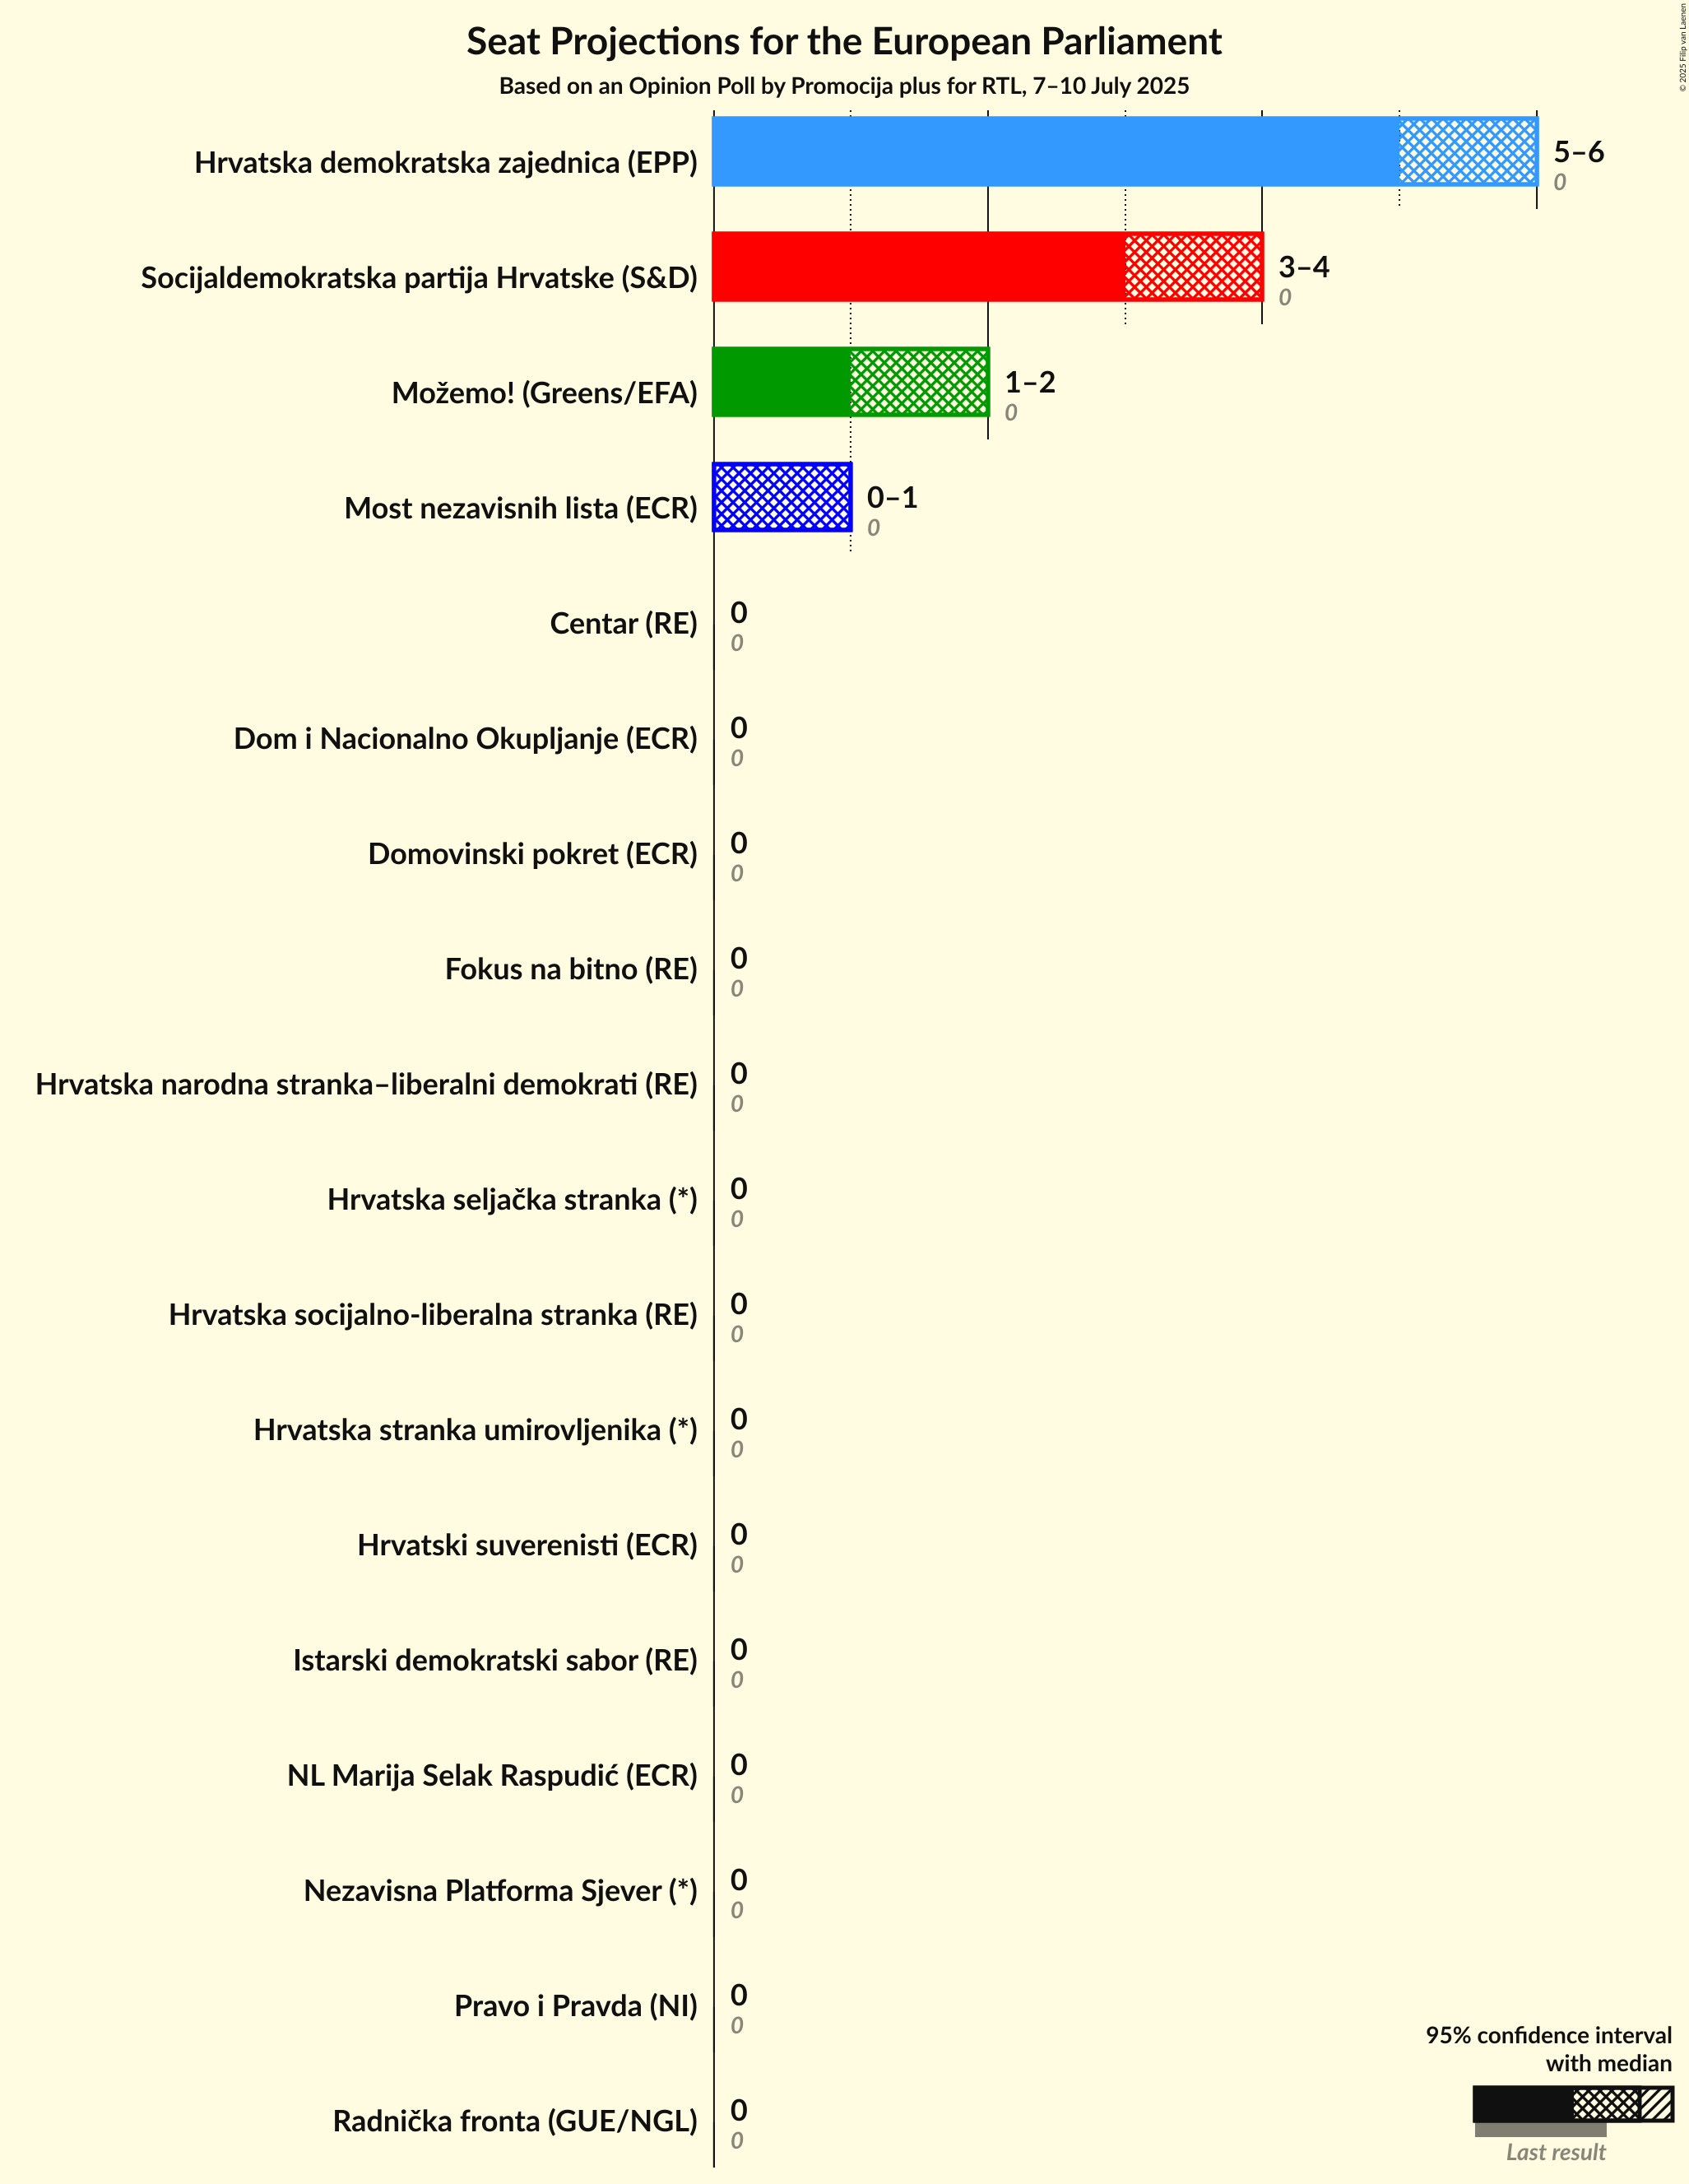 Seat Projections for the European Parliament
Based on an Opinion Poll by Promocija plus for RTL, 7–10 July 2025
© 2025 Filip van Laenen
Hrvatska demokratska zajednica (EPP)
5–6
0
Socijaldemokratska partija Hrvatske (S&D)
3–4
0
Možemo! (Greens/EFA)
1–2
0
Most nezavisnih lista (ECR)
0–1
0
Centar (RE)
0
0
Dom i Nacionalno Okupljanje (ECR)
0
0
Domovinski pokret (ECR)
0
0
Fokus na bitno (RE)
0
0
Hrvatska narodna stranka–liberalni demokrati (RE)
0
0
Hrvatska seljačka stranka (*)
0
0
Hrvatska socijalno-liberalna stranka (RE)
0
0
Hrvatska stranka umirovljenika (*)
0
0
Hrvatski suverenisti (ECR)
0
0
Istarski demokratski sabor (RE)
0
0
NL Marija Selak Raspudić (ECR)
0
0
Nezavisna Platforma Sjever (*)
0
0
Pravo i Pravda (NI)
0
0
Radnička fronta (GUE/NGL)
0
0
95% confidence interval
with median
Last result